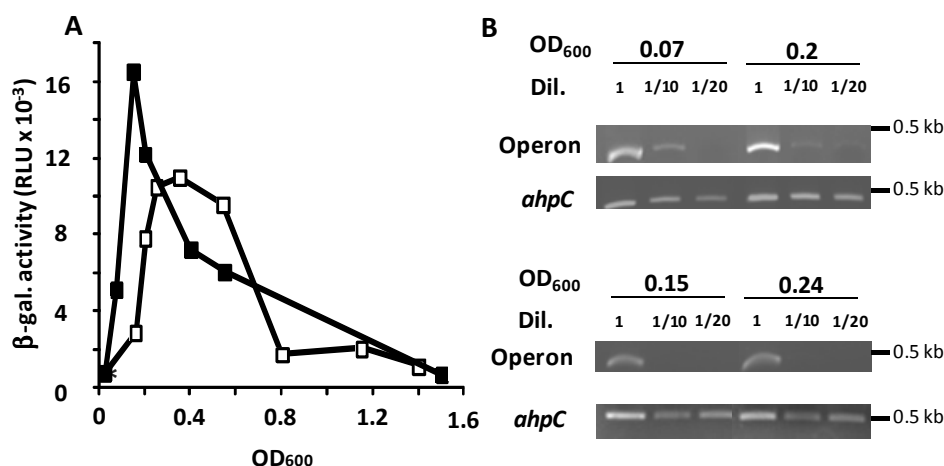 A
β-gal. activity (RLU x 10-3)
16
12
8
4
0
0
0.4
0.8
1.2
1.6
OD600
B
OD600 0.07 0.2
Dil. 1 1/10 1/20 1 1/10 1/20
0.5 kb
Operon
0.5 kb
ahpC
OD600 0.15 0.24
Dil. 1 1/10 1/20 1 1/10 1/20
Operon 0.5 kb
ahpC 0.5 kb